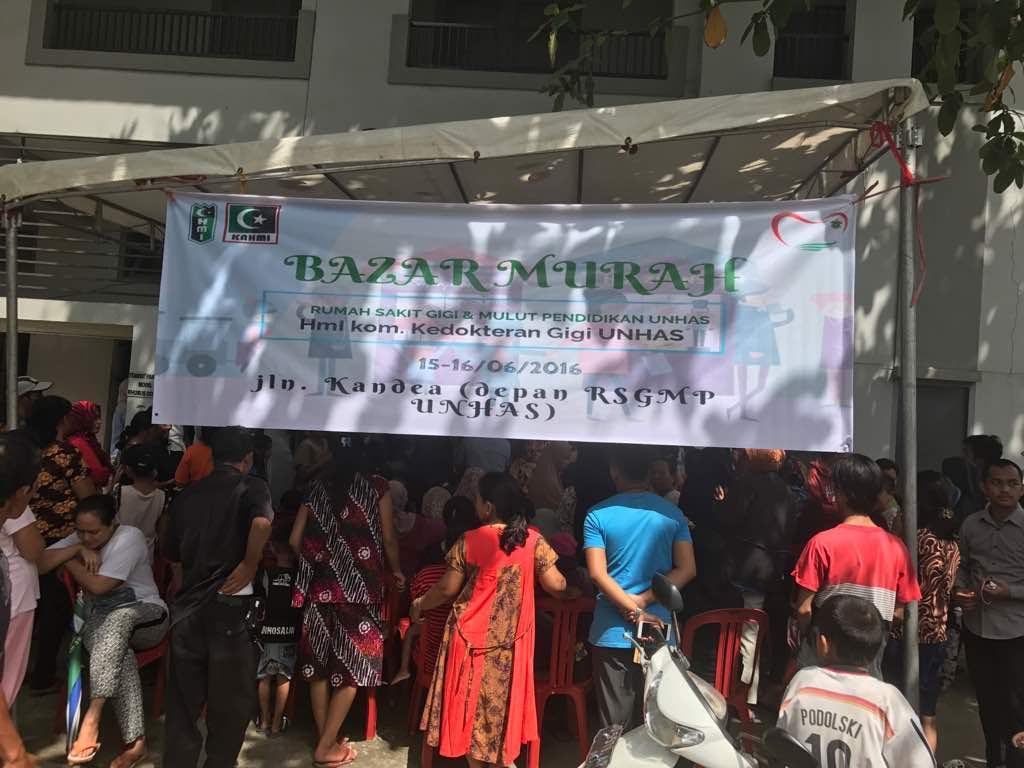 HMI
KAHMI
BAZAR MURAH
RUMAH SAKIT GIGI & MULUT PENDIDIKAN UNHAS
HmI kom. Kedokteran Gigi UNHAS
15-16/06/2016
jln. Kandea (depan RSGMP
UNHAS)
PODOLSKI
10